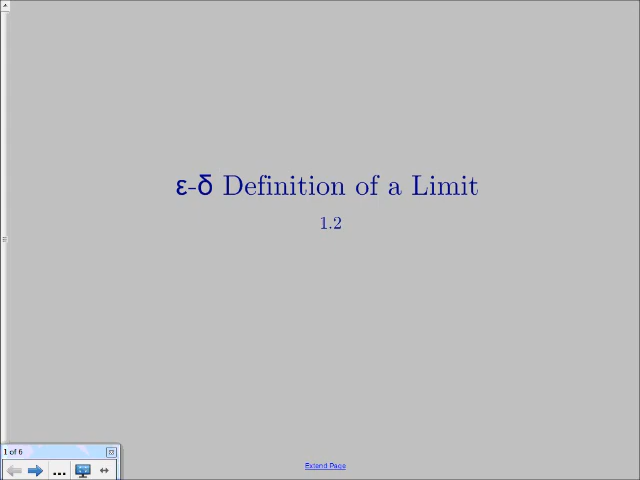 ε-δ Definition of a Limit
1.2
1 of 6
...
Extend Page